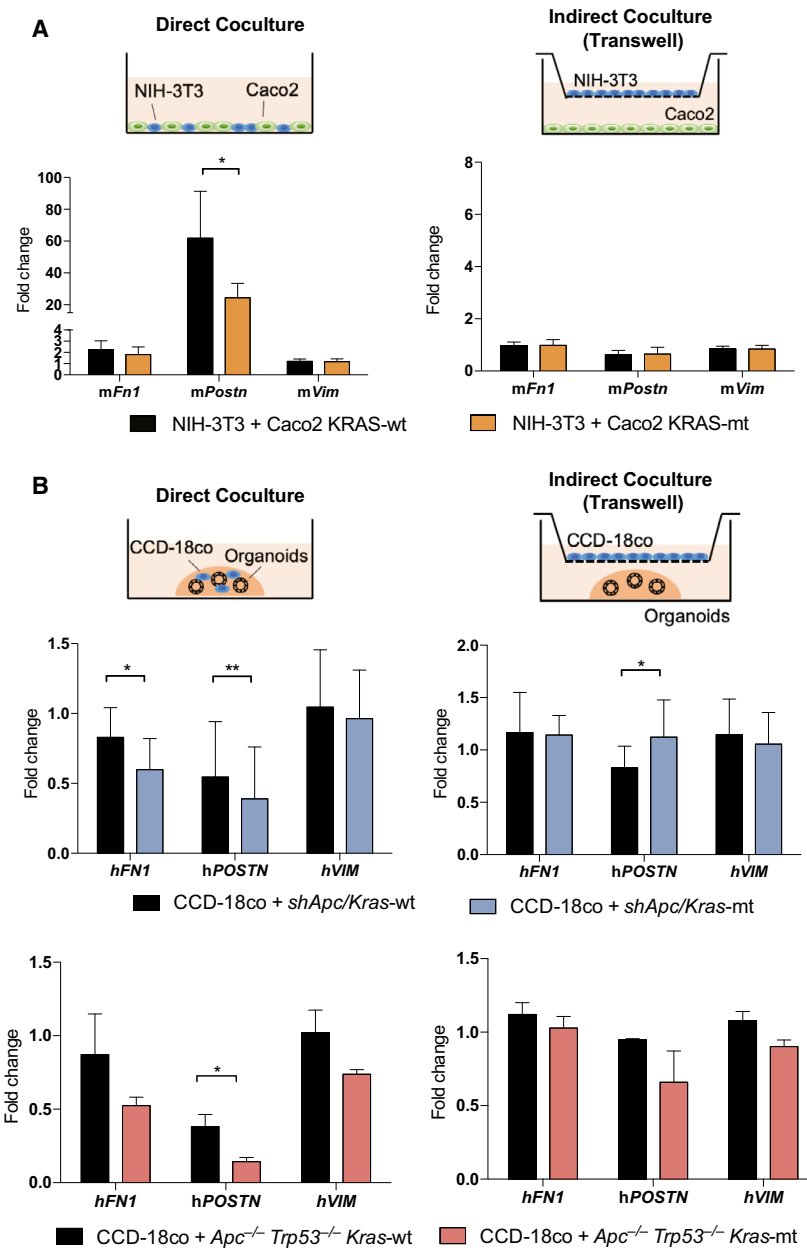 A
Direct Coculture
NIH-3T3
Caco2
Indirect Coculture
(Transwell)
NIH-3T3
Caco2
Fold change
100
80
60
40
20
4
3
2
1
0
*
mFn1
mPostn
mVim
Fold change
8
6
4
2
0
mFn1
mPostn
mVim
NIH-3T3 + Caco2 KRAS-wt
NIH-3T3 + Caco2 KRAS-mt
B
Direct Coculture
CCD-18co
Organoids
Indirect Coculture
(Transwell)
CCD-18co
Organoids
Fold change
1.5
1.0
0.5
0.0
*
**
hFN1
hPOSTN
hVIM
Fold change
2.0
1.5
1.0
0.5
0.0
*
hFN1
hPOSTN
hVIM
CCD-18co + shApc/Kras-wt
CCD-18co + shApc/Kras-mt
Fold change
1.5
1.0
0.5
0.0
*
hFN1
hPOSTN
hVIM
Fold change
1.5
1.0
0.5
0.0
hFN1
hPOSTN
hVIM
CCD-18co + Apc–/– Trp53–/– Kras-wt
CCD-18co + Apc–/– Trp53–/– Kras-mt